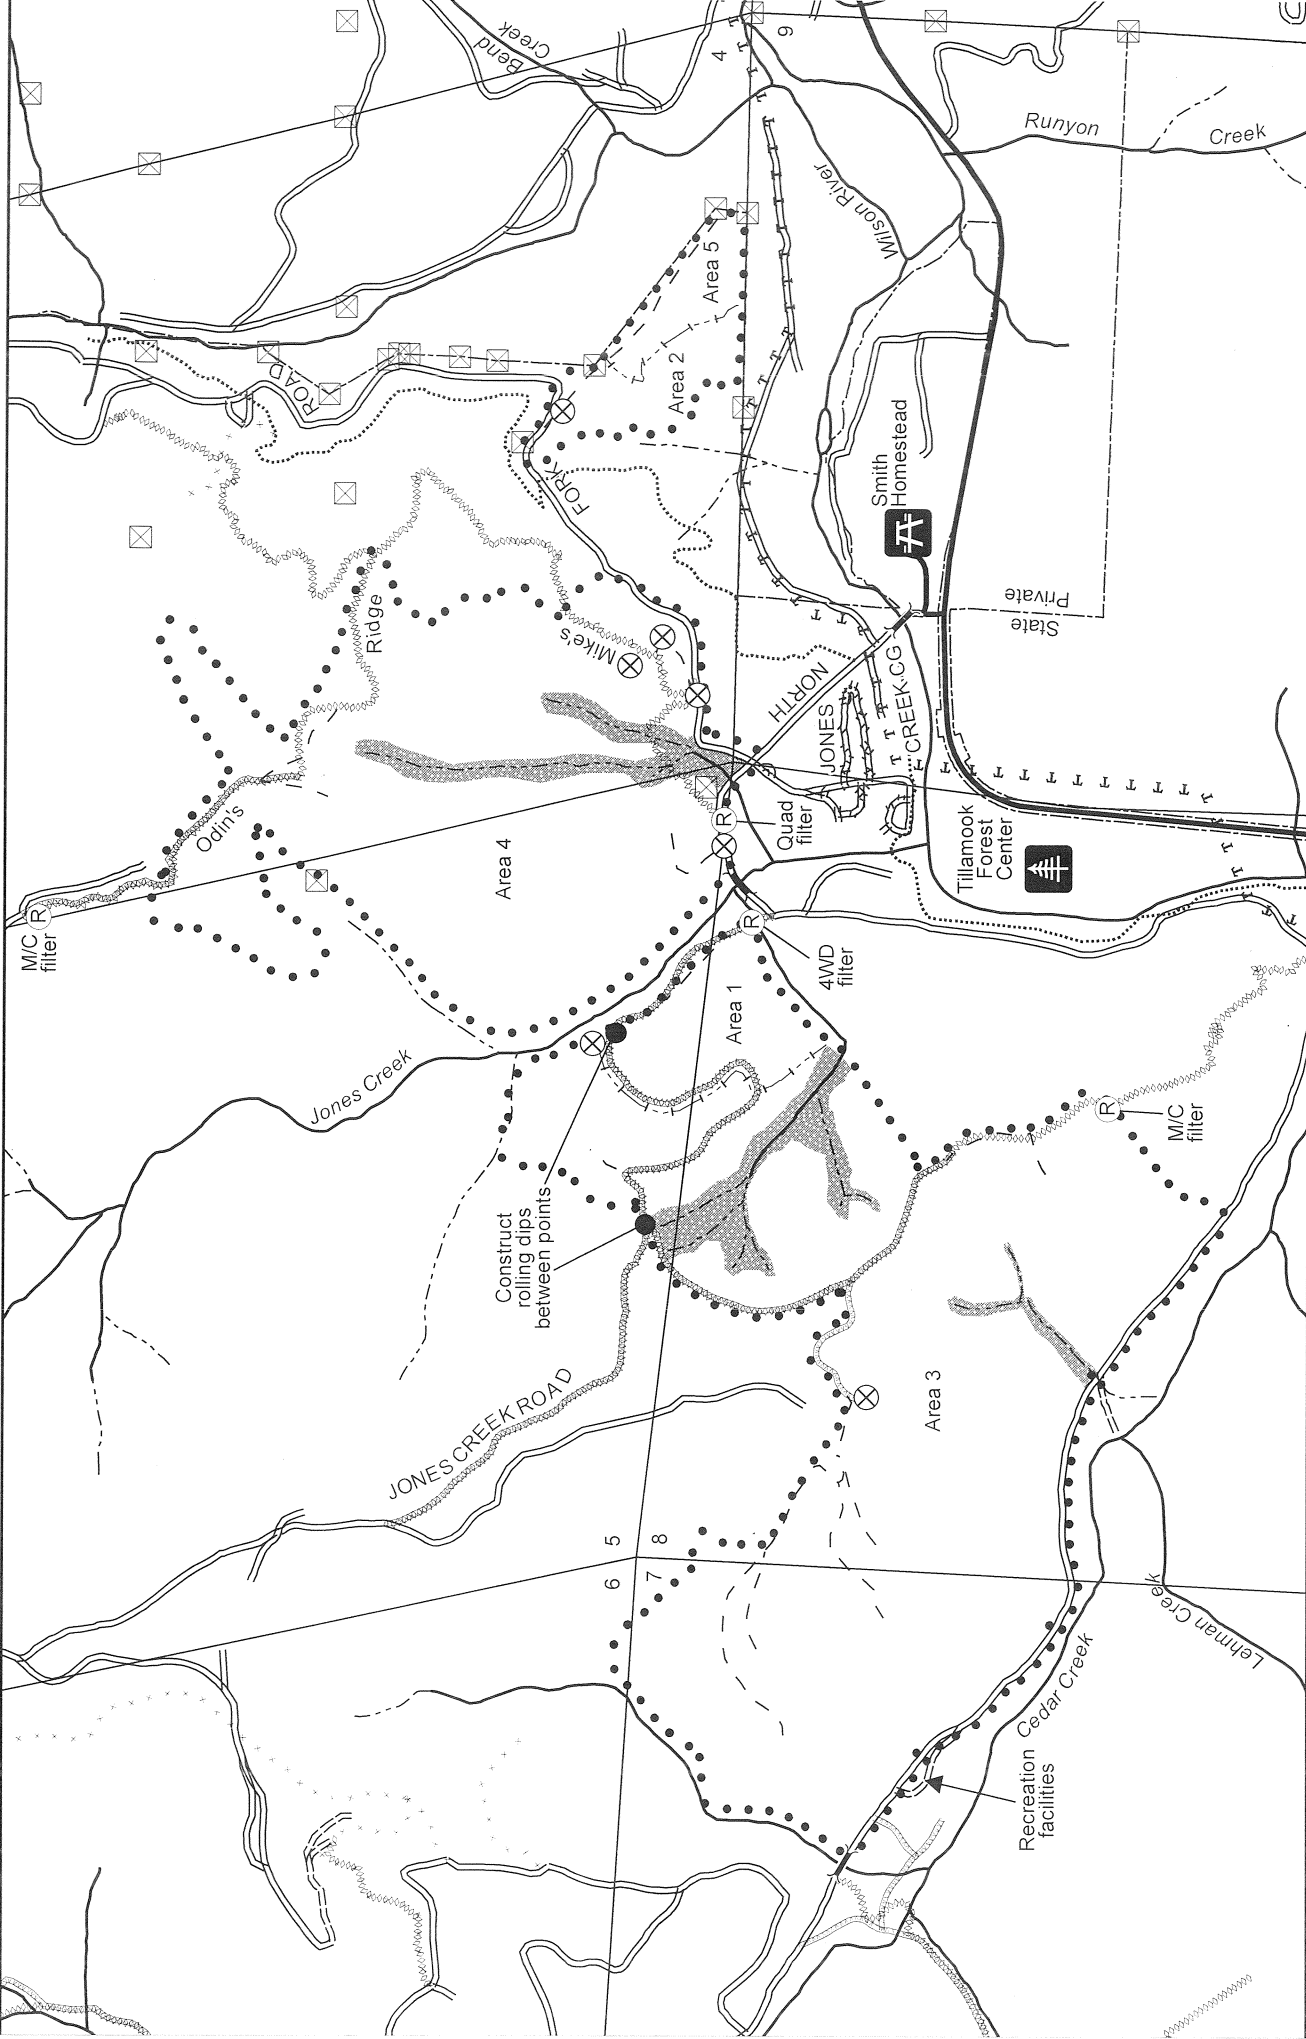 Bend
Creek
4
9
Runyon
Creek
Wilson River
Area 5
Area 2
ROAD
FORK
NORTH
Smith
Homestead
Private
State
Mike's
Ridge
Odin's
M/C
filter
Area 4
R
R
Quad
filter
JONES
CREEK CG
Tillamook
Forest
Center
R
4WD
filter
Area 1
Jones Creek
Construct
rolling dips
between points
R
M/C
filter
JONES CREEK ROAD
Area 3
5
8
6
7
Cedar Creek
Lehman Creek
Recreation
facilities